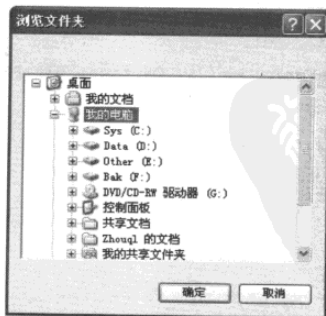 浏览文件夹
桌面
我的文档
我的电脑
Sys (C:)
Data (D:)
Other (E:)
Bak (F:)
DVD/CD-RW 驱动器 (G:)
控制面板
共享文档
Zhouql 的文档
我的共享文件夹
确定
取消